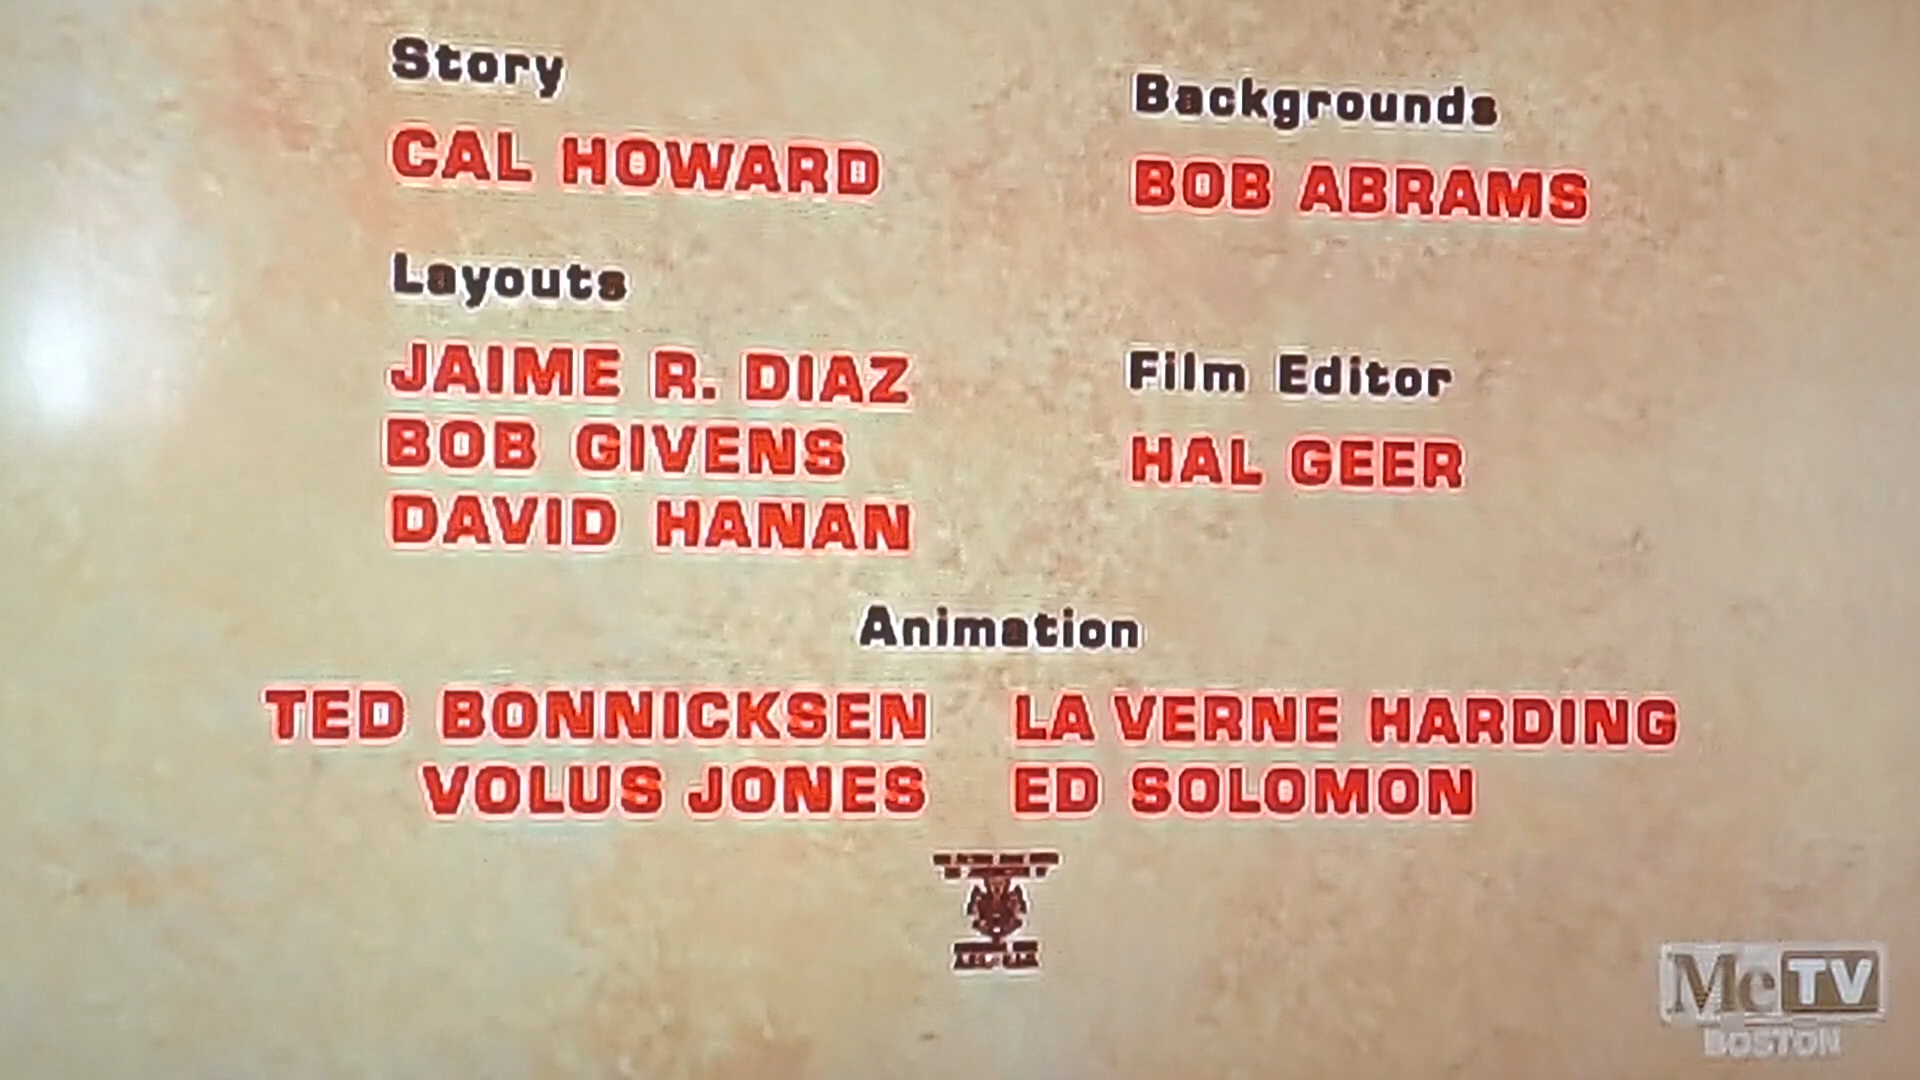 Story
CAL HOWARD
Backgrounds
BOB ABRAMS
Layouts
JAIME R. DIAZ
BOB GIVENS
DAVID HANAN
Film Editor
HAL GEER
Animation
TED BONNICKSEN
LA VERNE HARDING
VOLUS JONES
ED SOLOMON
MeTV
BOSTON